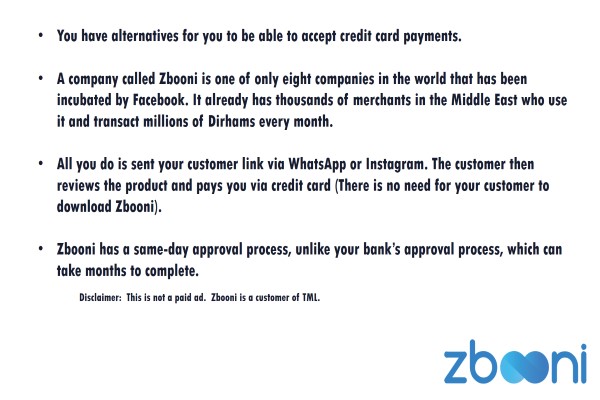 • You have alternatives for you to be able to accept credit card payments.
• A company called Zbooni is one of only eight companies in the world that has been
incubated by Facebook. It already has thousands of merchants in the Middle East who use
it and transact millions of Dirhams every month.
• All you do is sent your customer link via WhatsApp or Instagram. The customer then
reviews the product and pays you via credit card (There is no need for your customer to
download Zbooni).
• Zbooni has a same-day approval process, unlike your bank's approval process, which can
take months to complete.
Disclaimer: This is not a paid ad. Zbooni is a customer of TML.
zbooni